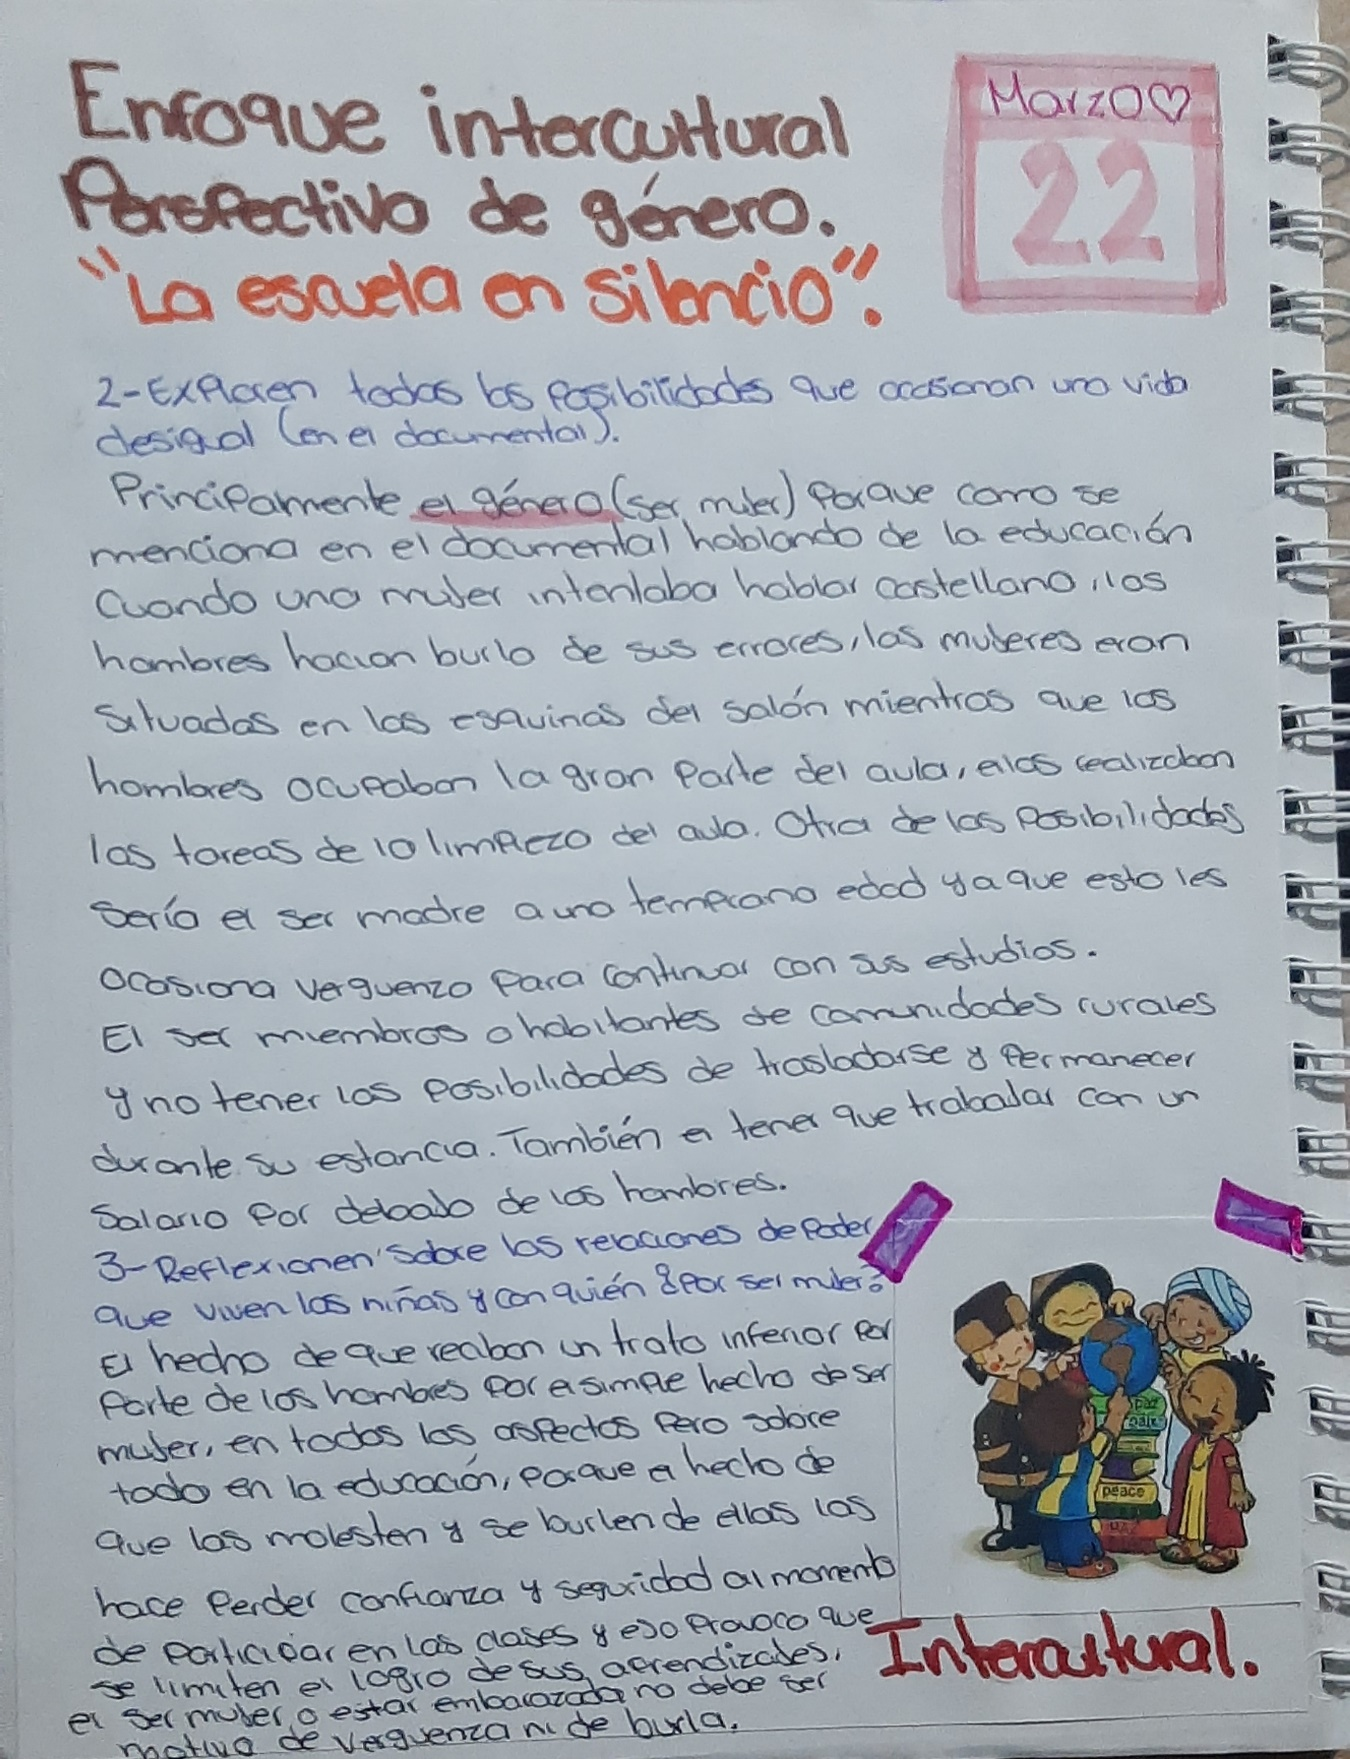 Enfoque intercultural
Perspectiva de género.
"La escuela en silencio".
Marzo♡
22
2-Explacen todas las posibilidades que ocasionan una vida
desigual (en el documental).
Principamente el género (ser mujer) Porque como se
menciona en el documental hablando de la educación
Cuando una mujer intentaba hablar castellano, los
hombres hacian burla de sus errores, las mujeres eran
Situadas en las esquinas del salón mientras que los
hombres ocupaban la gran Parte del aula, ellas realizaban
las tareas de la limpieza del aula. Otra de las Posibilidades
Sería el ser madre a una temprana edad ya que esto les
Ocasiona verguenza Para continuar con sus estudios.
El ser miembros o habitantes de comunidades rurales
y no tener las posibilidades de trasladarse y Permanecer
durante su estancia. También el tener que trabajar con un
Salario Por debajo de los hombres.
3-Reflexionen sobre las relaciones de Poder
que viven las niñas y con quién ¿Por ser mujer?
El hecho de que reciban un trato inferior Por
Parte de los hombres Por el simple hecho de ser
mujer, en todos los aspectos Pero sobre
todo en la educación, Porque el hecho de
que las molesten y se burlen de ellas las
hace Perder confianza y seguridad al momento
de Participar en las clases y eso Provoca que
se limiten el logro de sus aprendizajes,
el ser mujer o estar embarazada no debe ser
motivo de verguenza ni de burla.
paz
peace
PAZ
Intercultural.